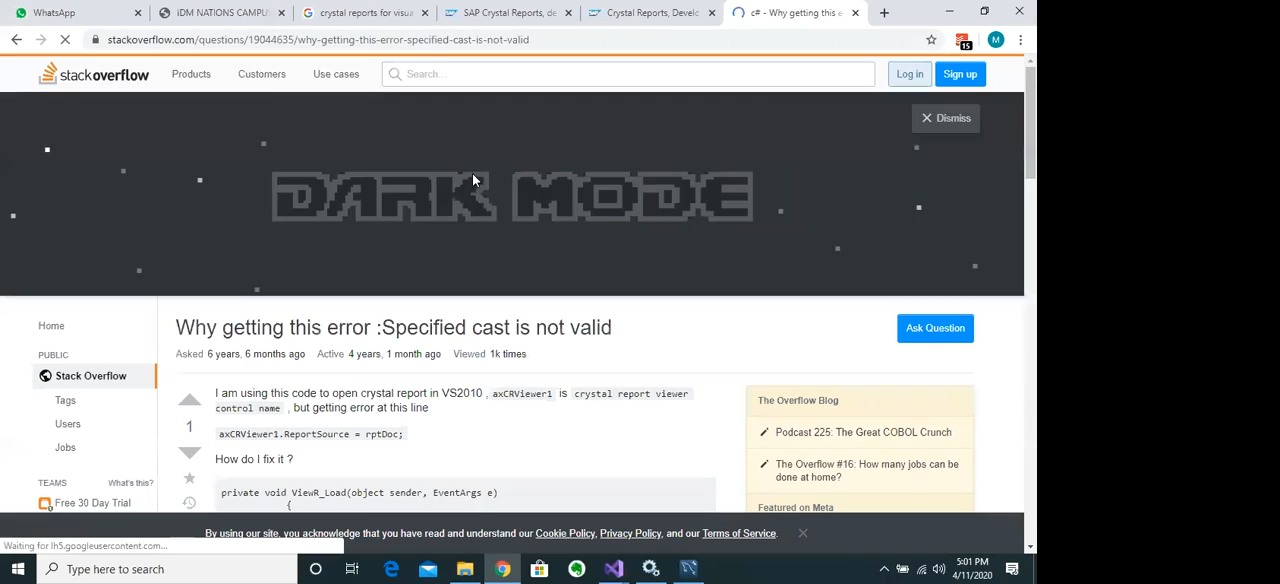 WhatsApp
iDM NATIONS CAMPU
crystal reports for visua
SAP Crystal Reports, de
Crystal Reports, Develo
c# - Why getting this e
stackoverflow.com/questions/19044635/why-getting-this-error-specified-cast-is-not-valid
15
M
stackoverflow
Products
Customers
Use cases
Search...
Log in
Sign up
Dismiss
DARK MODE
Home
PUBLIC
Stack Overflow
Tags
Users
Jobs
TEAMS What's this?
Free 30 Day Trial
Why getting this error :Specified cast is not valid
Ask Question
Asked 6 years, 6 months ago Active 4 years, 1 month ago Viewed 1k times
1
I am using this code to open crystal report in VS2010 , axCRViewer1 is crystal report viewer
control name , but getting error at this line
axCRViewer1.ReportSource = rptDoc;
How do I fix it ?
private void ViewR_Load(object sender, EventArgs e)
{
The Overflow Blog
Podcast 225: The Great COBOL Crunch
The Overflow #16: How many jobs can be
done at home?
Featured on Meta
By using our site, you acknowledge that you have read and understand our Cookie Policy, Privacy Policy, and our Terms of Service.
Waiting for lh5.googleusercontent.com...
Type here to search
5:01 PM
4/11/2020